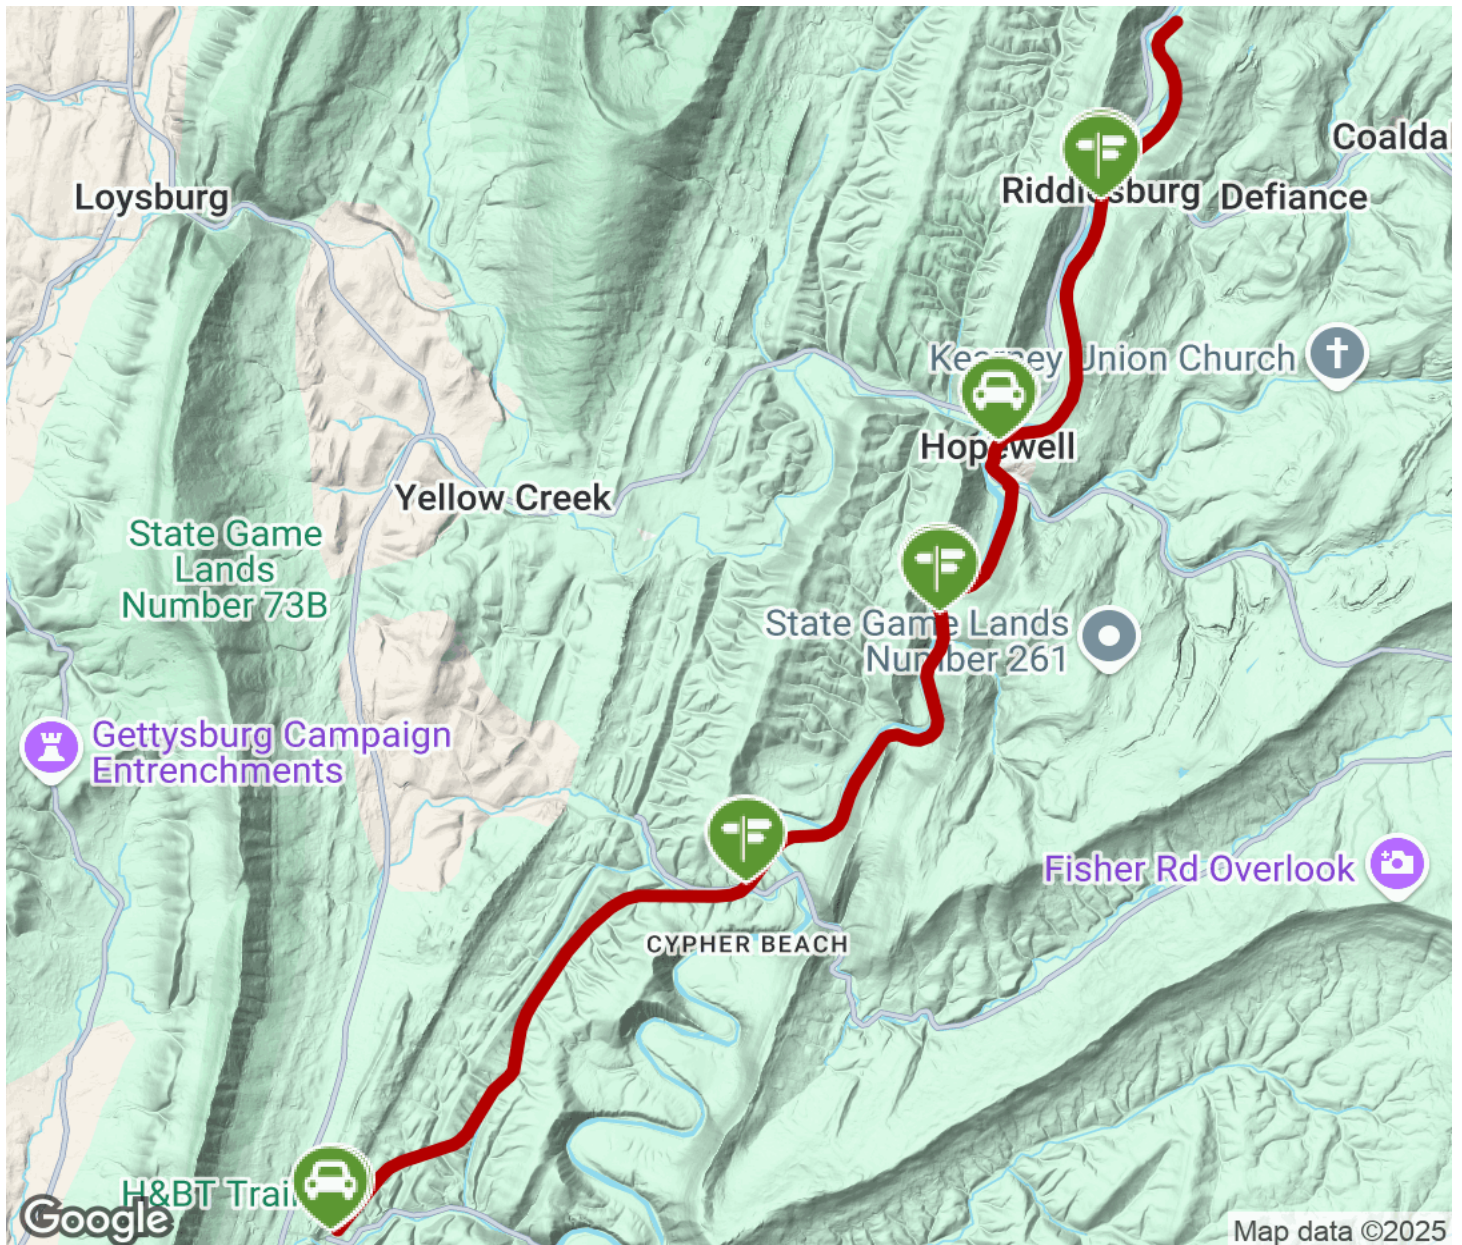 Coaldal
Loysburg
Riddlesburg
Defiance
Kearney Union Church
Hopewell
Yellow Creek
State Game
Lands
Number 73B
State Game Lands
Number 261
Gettysburg Campaign
Entrenchments
Fisher Rd Overlook
CYPHER BEACH
H&BT Trai
Google
Map data ©2025